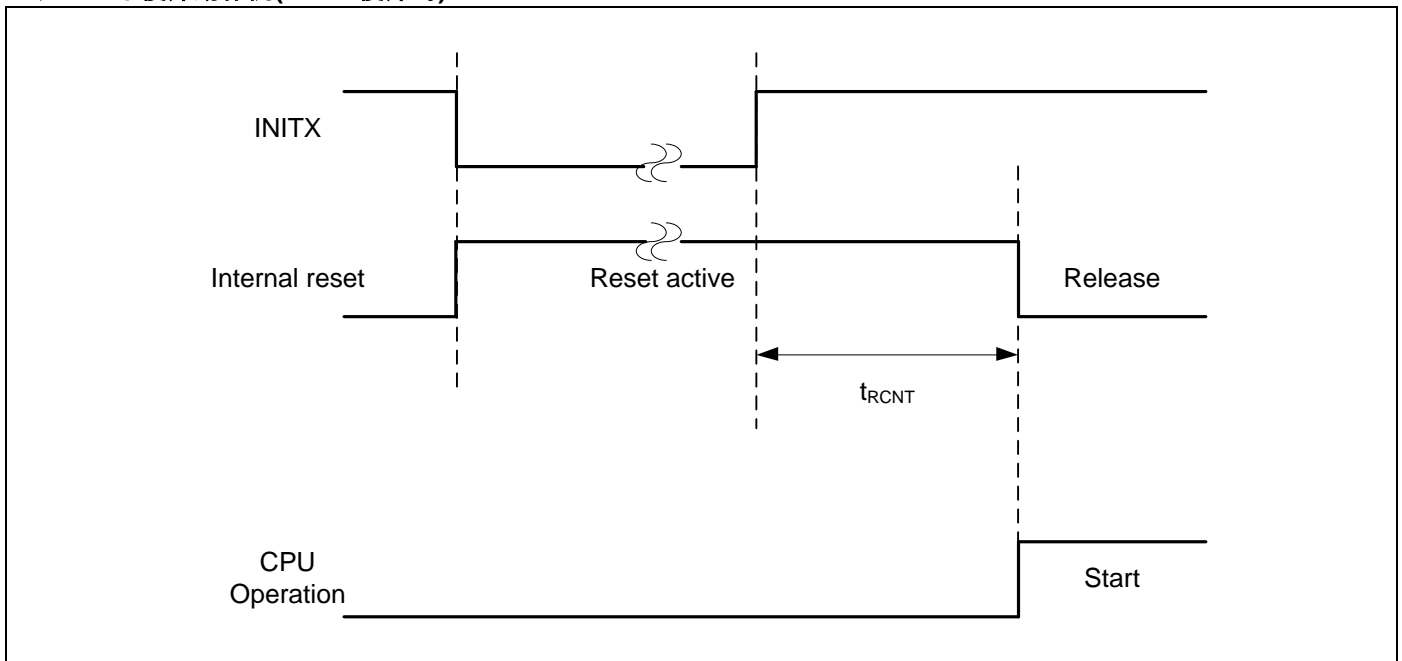 INITX
Internal reset
Reset active
Release
tRCNT
CPU
Operation
Start